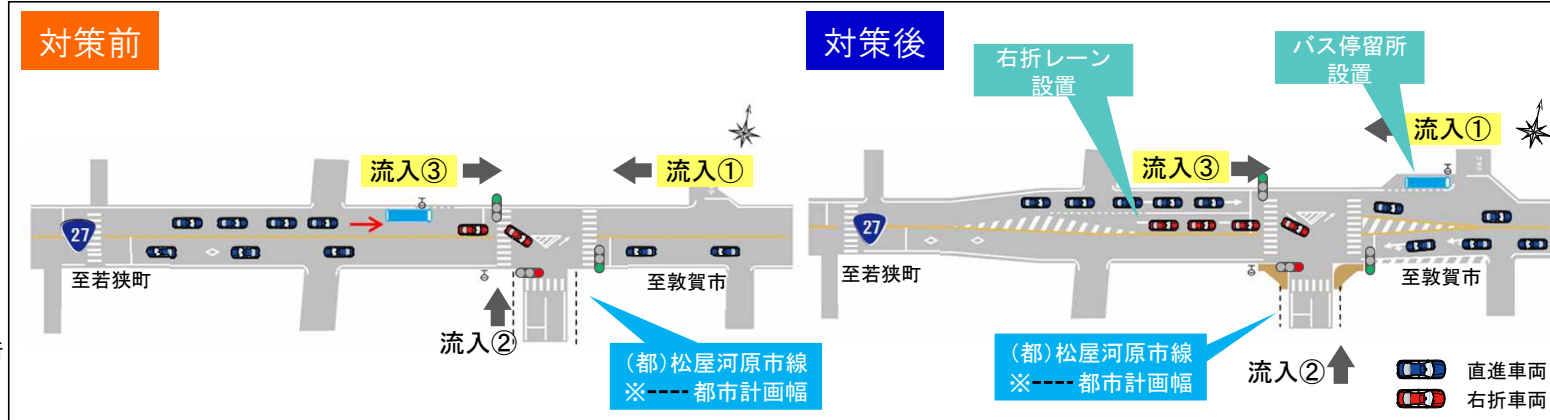 対策前
流入③
流入①
27
至若狭町
至敦賀市
流入②
(都)松屋河原市線
※---- 都市計画幅
対策後
右折レーン
設置
バス停留所
設置
流入①
流入③
27
至若狭町
至敦賀市
(都)松屋河原市線
※---- 都市計画幅
流入②
直進車両
右折車両